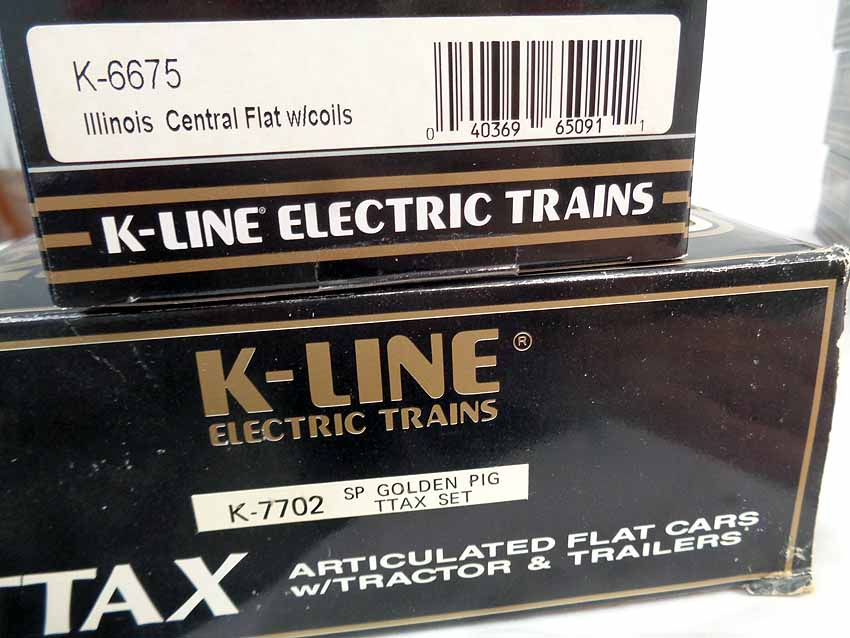 K-6675
Illinois Central Flat w/coils
0 40369 65091 1
K-LINE® ELECTRIC TRAINS
K-LINE®
ELECTRIC TRAINS
K-7702 SP GOLDEN PIG
TTAX SET
TTAX ARTICULATED FLAT CARS
w/TRACTOR & TRAILERS